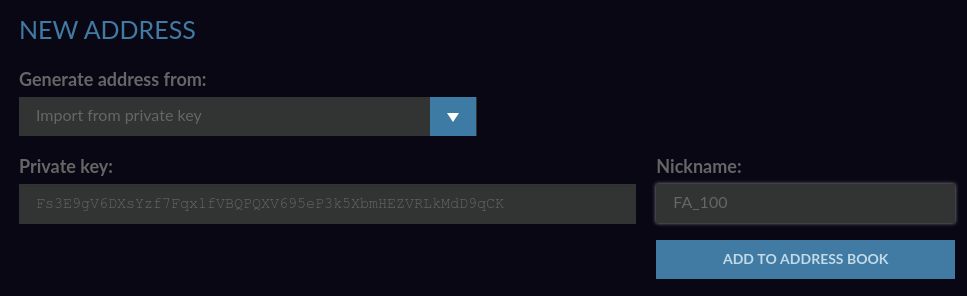 NEW ADDRESS
Generate address from:
Import from private key
Private key:
Nickname:
Fs3E9gV6DXsYzf7Fqx1fVBQPQXV695eP3k5XbmHEZVRLkMdD9qCK
FA_100
ADD TO ADDRESS BOOK